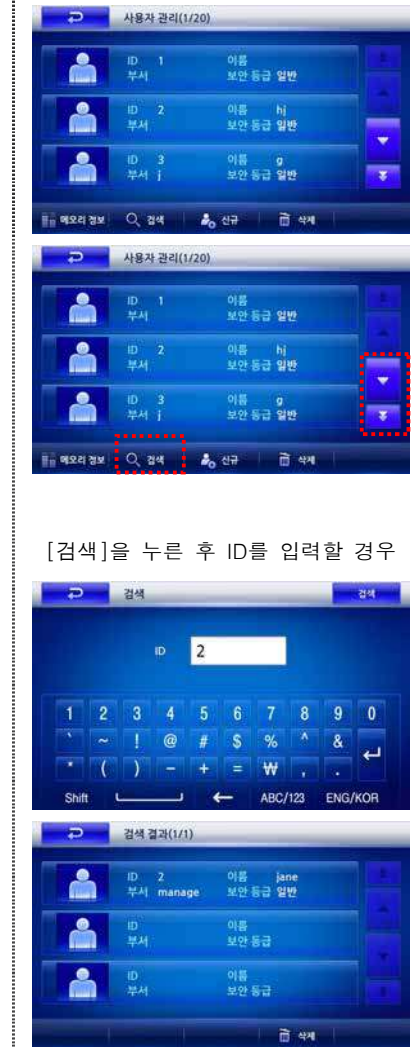 사용자 관리(1/20)
ID 1 이름
부서 보안 등급 일반
ID 2 이름 hj
부서 보안 등급 일반
ID 3 이름 g
부서 j 보안 등급 일반
메모리 정보 검색 신규 삭제
사용자 관리(1/20)
ID 1 이름
부서 보안 등급 일반
ID 2 이름 hj
부서 보안 등급 일반
ID 3 이름 g
부서 j 보안 등급 일반
메모리 정보 검색 신규 삭제
[검색]을 누른 후 ID를 입력할 경우
검색 검색
ID 2
1 2 3 4 5 6 7 8 9 0
` ~ ! @ # $ % ^ &
* ( ) - + = ₩ , .
Shift ABC/123 ENG/KOR
검색 결과(1/1)
ID 2 이름 jane
부서 manage 보안 등급 일반
ID 이름
부서 보안 등급
ID 이름
부서 보안 등급
삭제